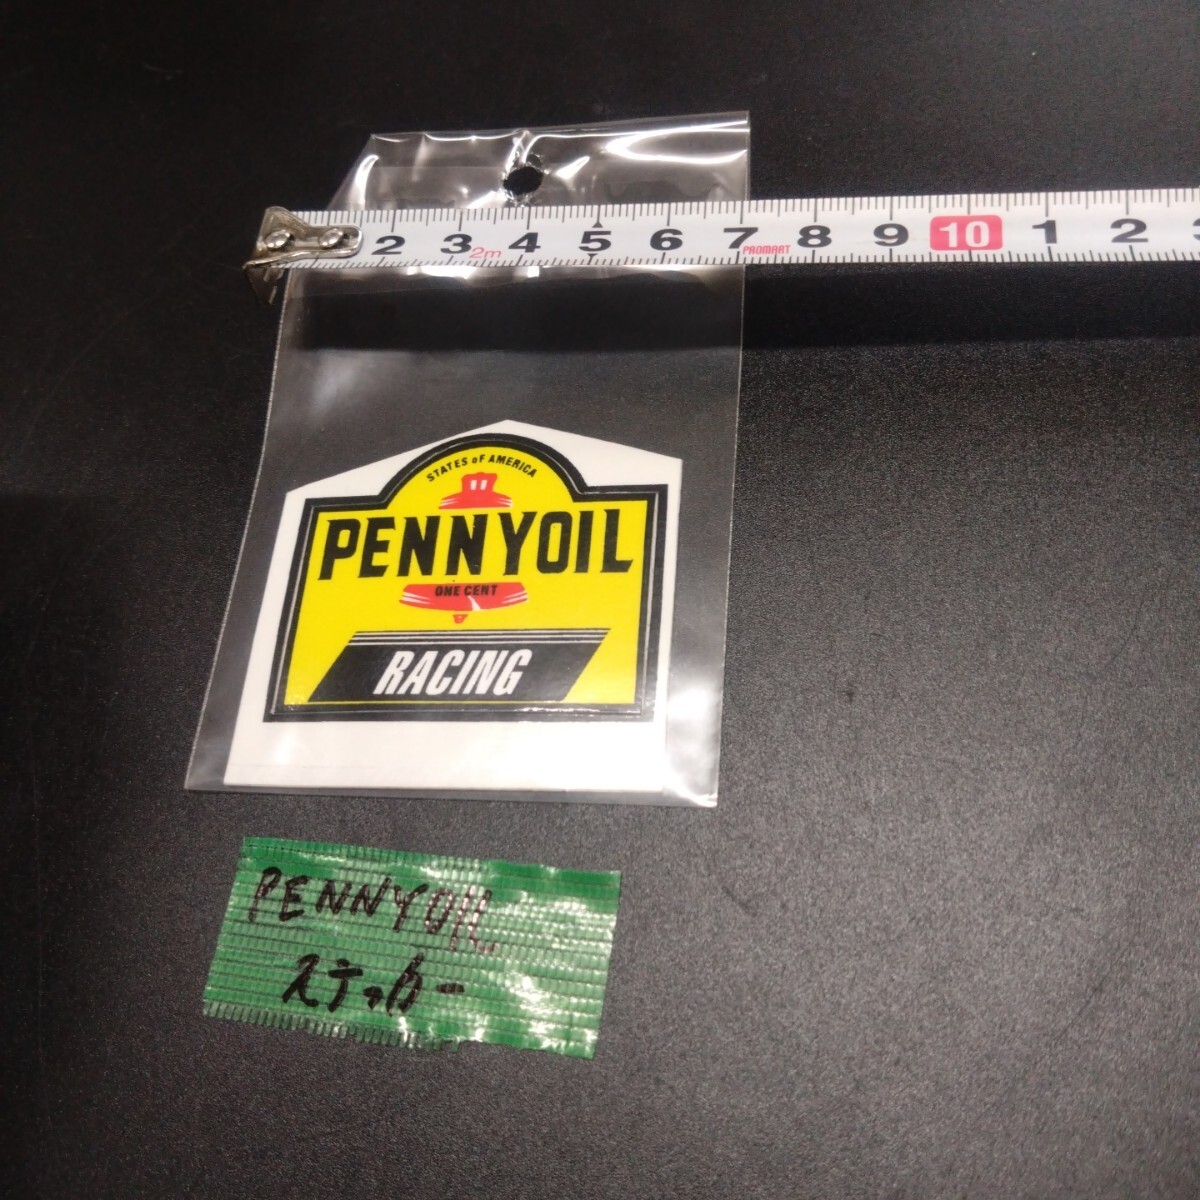 2 3 4 5 6 7 8 9 10 1 2 3
2m
PROMART
STATES oF AMERICA
PENNYOIL
ONE CENT
RACING
PENNYOIL
ステッカー